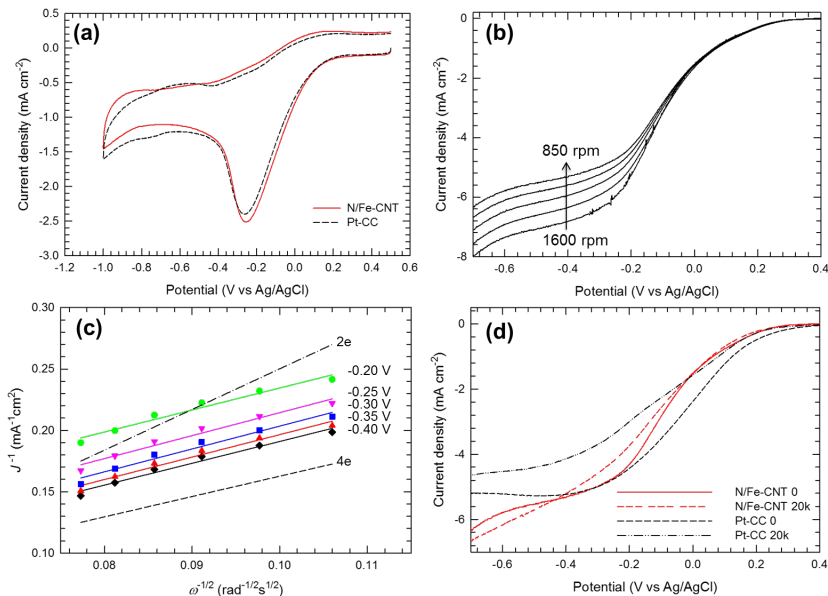 (a)
Current density (mA cm⁻²)
0.5
0.0
-0.5
-1.0
-1.5
-2.0
-2.5
-3.0
N/Fe-CNT
Pt-CC
-1.2 -1.0 -0.8 -0.6 -0.4 -0.2 0.0 0.2 0.4 0.6
Potential (V vs Ag/AgCl)
(b)
Current density (mA cm⁻²)
0
-2
-4
-6
-8
850 rpm
1600 rpm
-0.6 -0.4 -0.2 0.0 0.2 0.4
Potential (V vs Ag/AgCl)
(c)
J⁻¹ (mA⁻¹cm²)
0.30
0.25
0.20
0.15
0.10
2e
-0.20 V
-0.25 V
-0.30 V
-0.35 V
-0.40 V
4e
0.08 0.09 0.10 0.11
ω⁻¹/² (rad⁻¹/²s¹/²)
(d)
Current density (mA cm⁻²)
0
-2
-4
-6
N/Fe-CNT 0
N/Fe-CNT 20k
Pt-CC 0
Pt-CC 20k
-0.6 -0.4 -0.2 0.0 0.2 0.4
Potential (V vs Ag/AgCl)